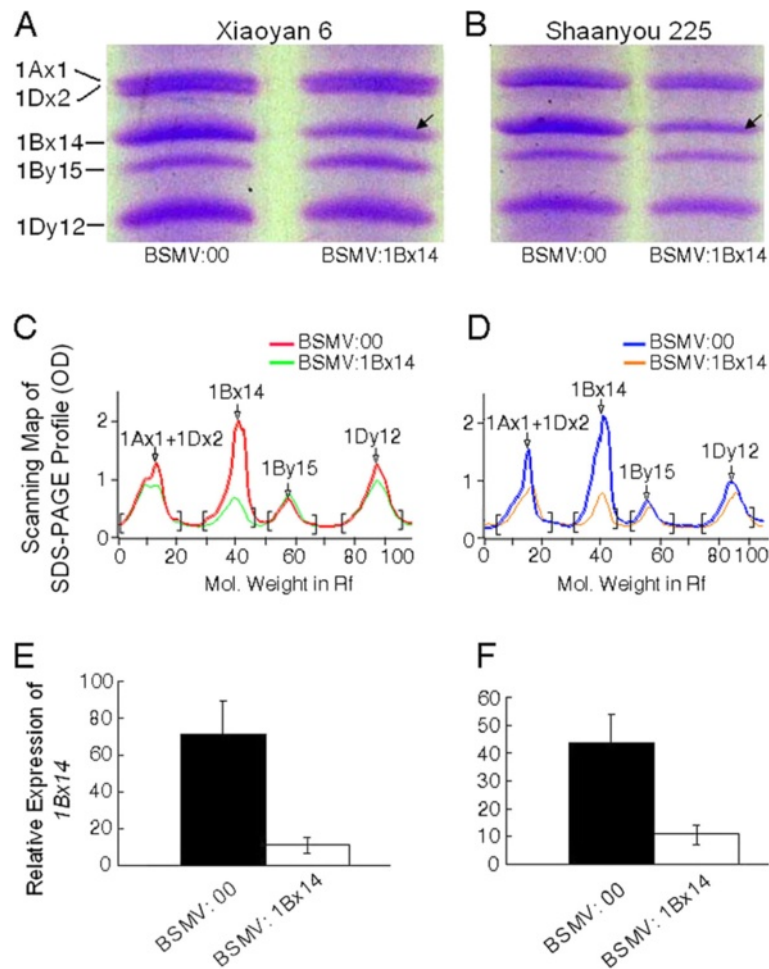 A
Xiaoyan 6
B
Shaanyou 225
1Ax1
1Dx2
1Bx14
1By15
1Dy12
BSMV:00
BSMV:1Bx14
BSMV:00
BSMV:1Bx14
C
BSMV:00
BSMV:1Bx14
D
BSMV:00
BSMV:1Bx14
Scanning Map of
SDS-PAGE Profile (OD)
2
1
0
1Ax1+1Dx2
1Bx14
1By15
1Dy12
0 20 40 60 80 100
Mol. Weight in Rf
2
1
0
1Ax1+1Dx2
1Bx14
1By15
1Dy12
0 20 40 60 80 100
Mol. Weight in Rf
E
Relative Expression of
1Bx14
100
80
60
40
20
0
BSMV: 00
BSMV: 1Bx14
F
60
50
40
30
20
10
0
BSMV: 00
BSMV: 1Bx14